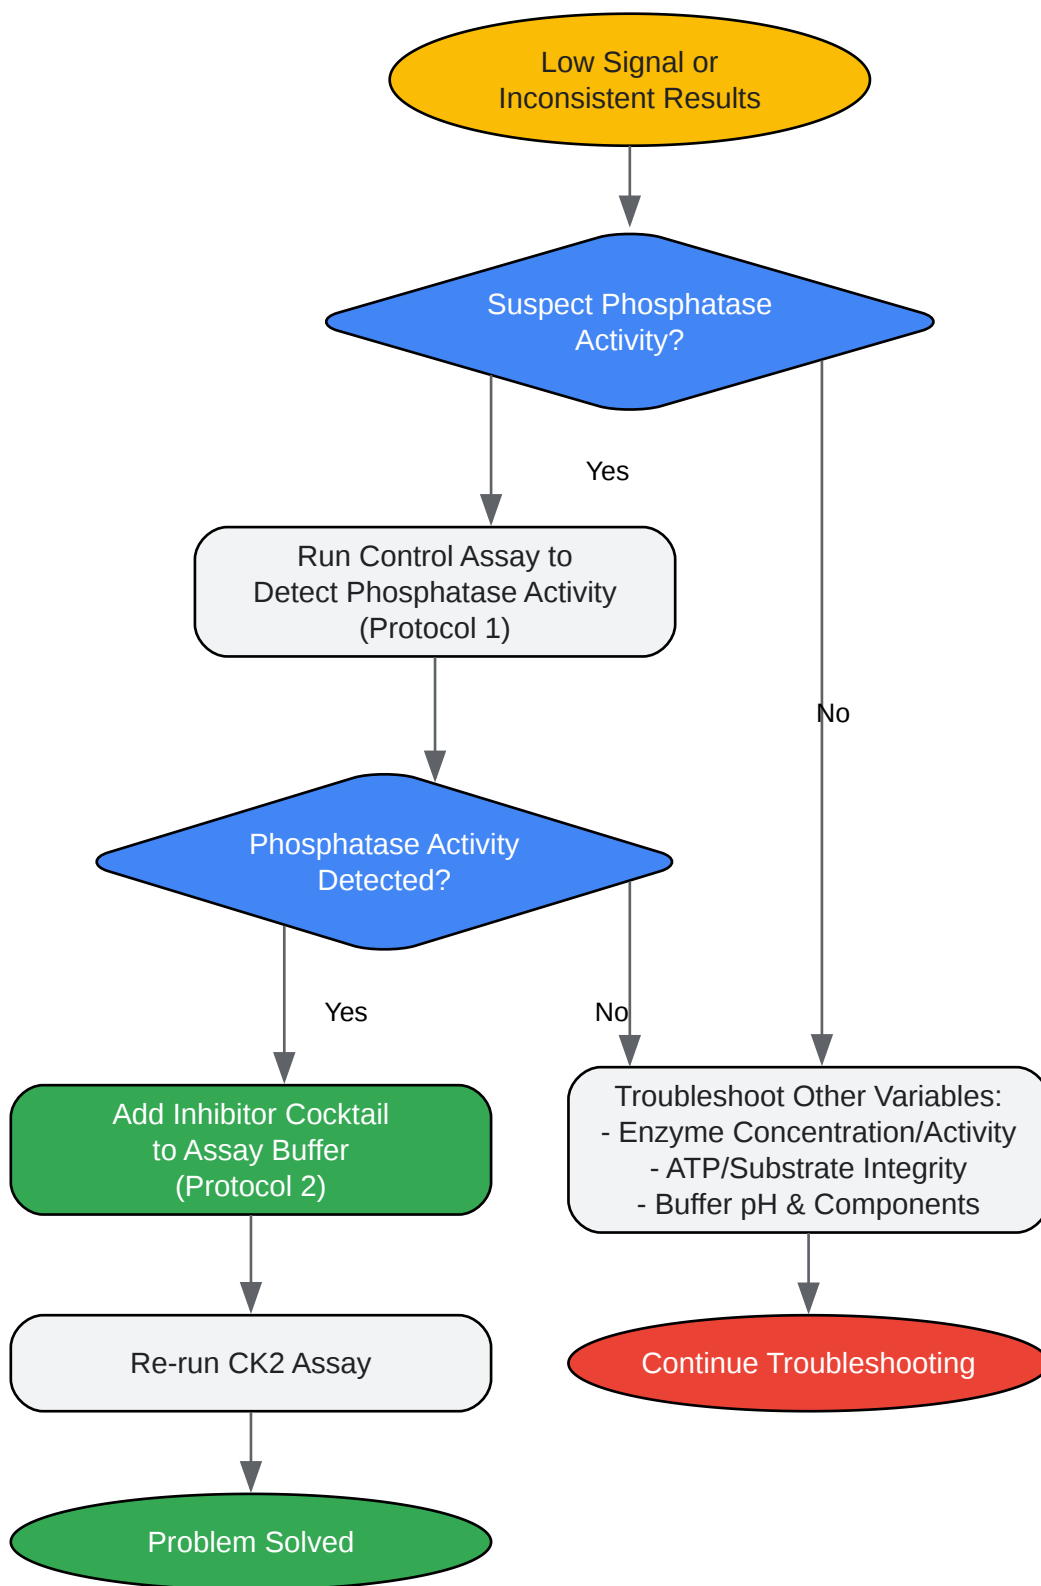 Low Signal or
Inconsistent Results
Suspect Phosphatase
Activity?
Yes
Run Control Assay to
Detect Phosphatase Activity
(Protocol 1)
No
Phosphatase Activity
Detected?
Yes
No
Add Inhibitor Cocktail
to Assay Buffer
(Protocol 2)
Troubleshoot Other Variables:
- Enzyme Concentration/Activity
- ATP/Substrate Integrity
- Buffer pH & Components
Re-run CK2 Assay
Continue Troubleshooting
Problem Solved